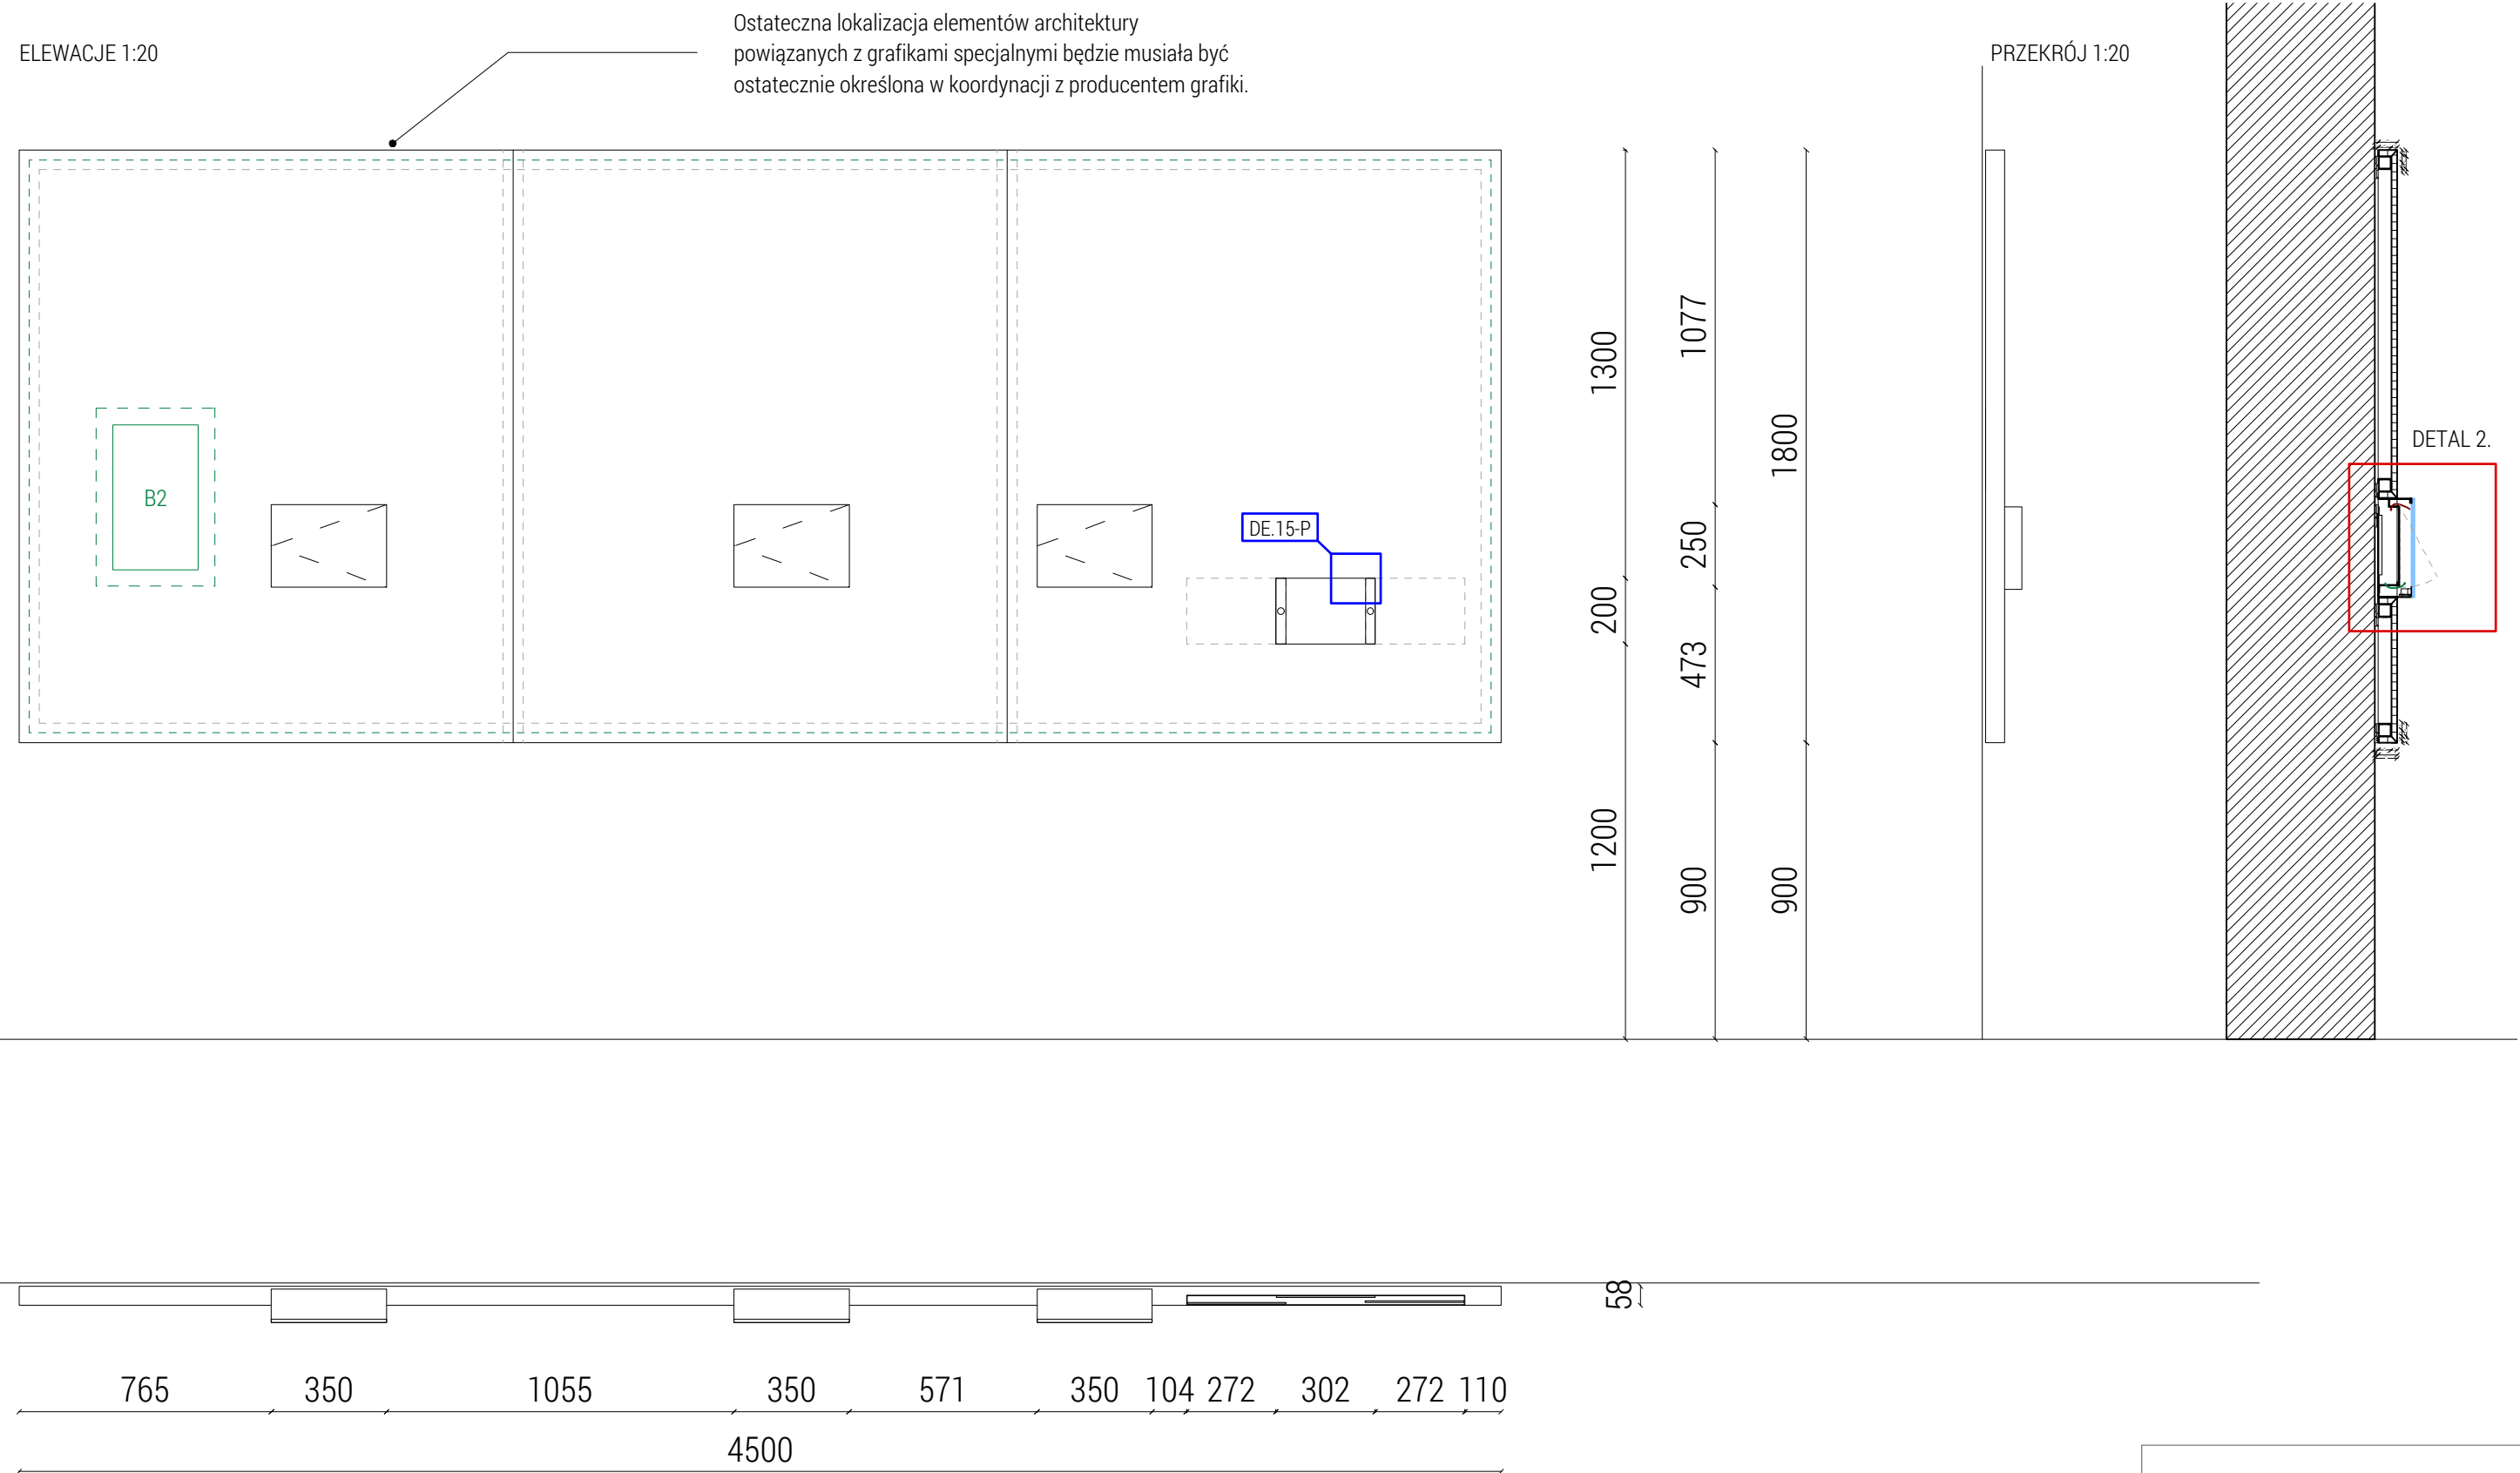 ELEWACJE 1:20
Ostateczna lokalizacja elementów architektury
powiązanych z grafikami specjalnymi będzie musiała być
ostatecznie określona w koordynacji z producentem grafiki.
PRZEKRÓJ 1:20
B2
DE.15-P
DETAL 2.
1300
200
1200
1077
250
473
900
1800
900
58
765 350 1055 350 571 350 104 272 302 272 110
4500